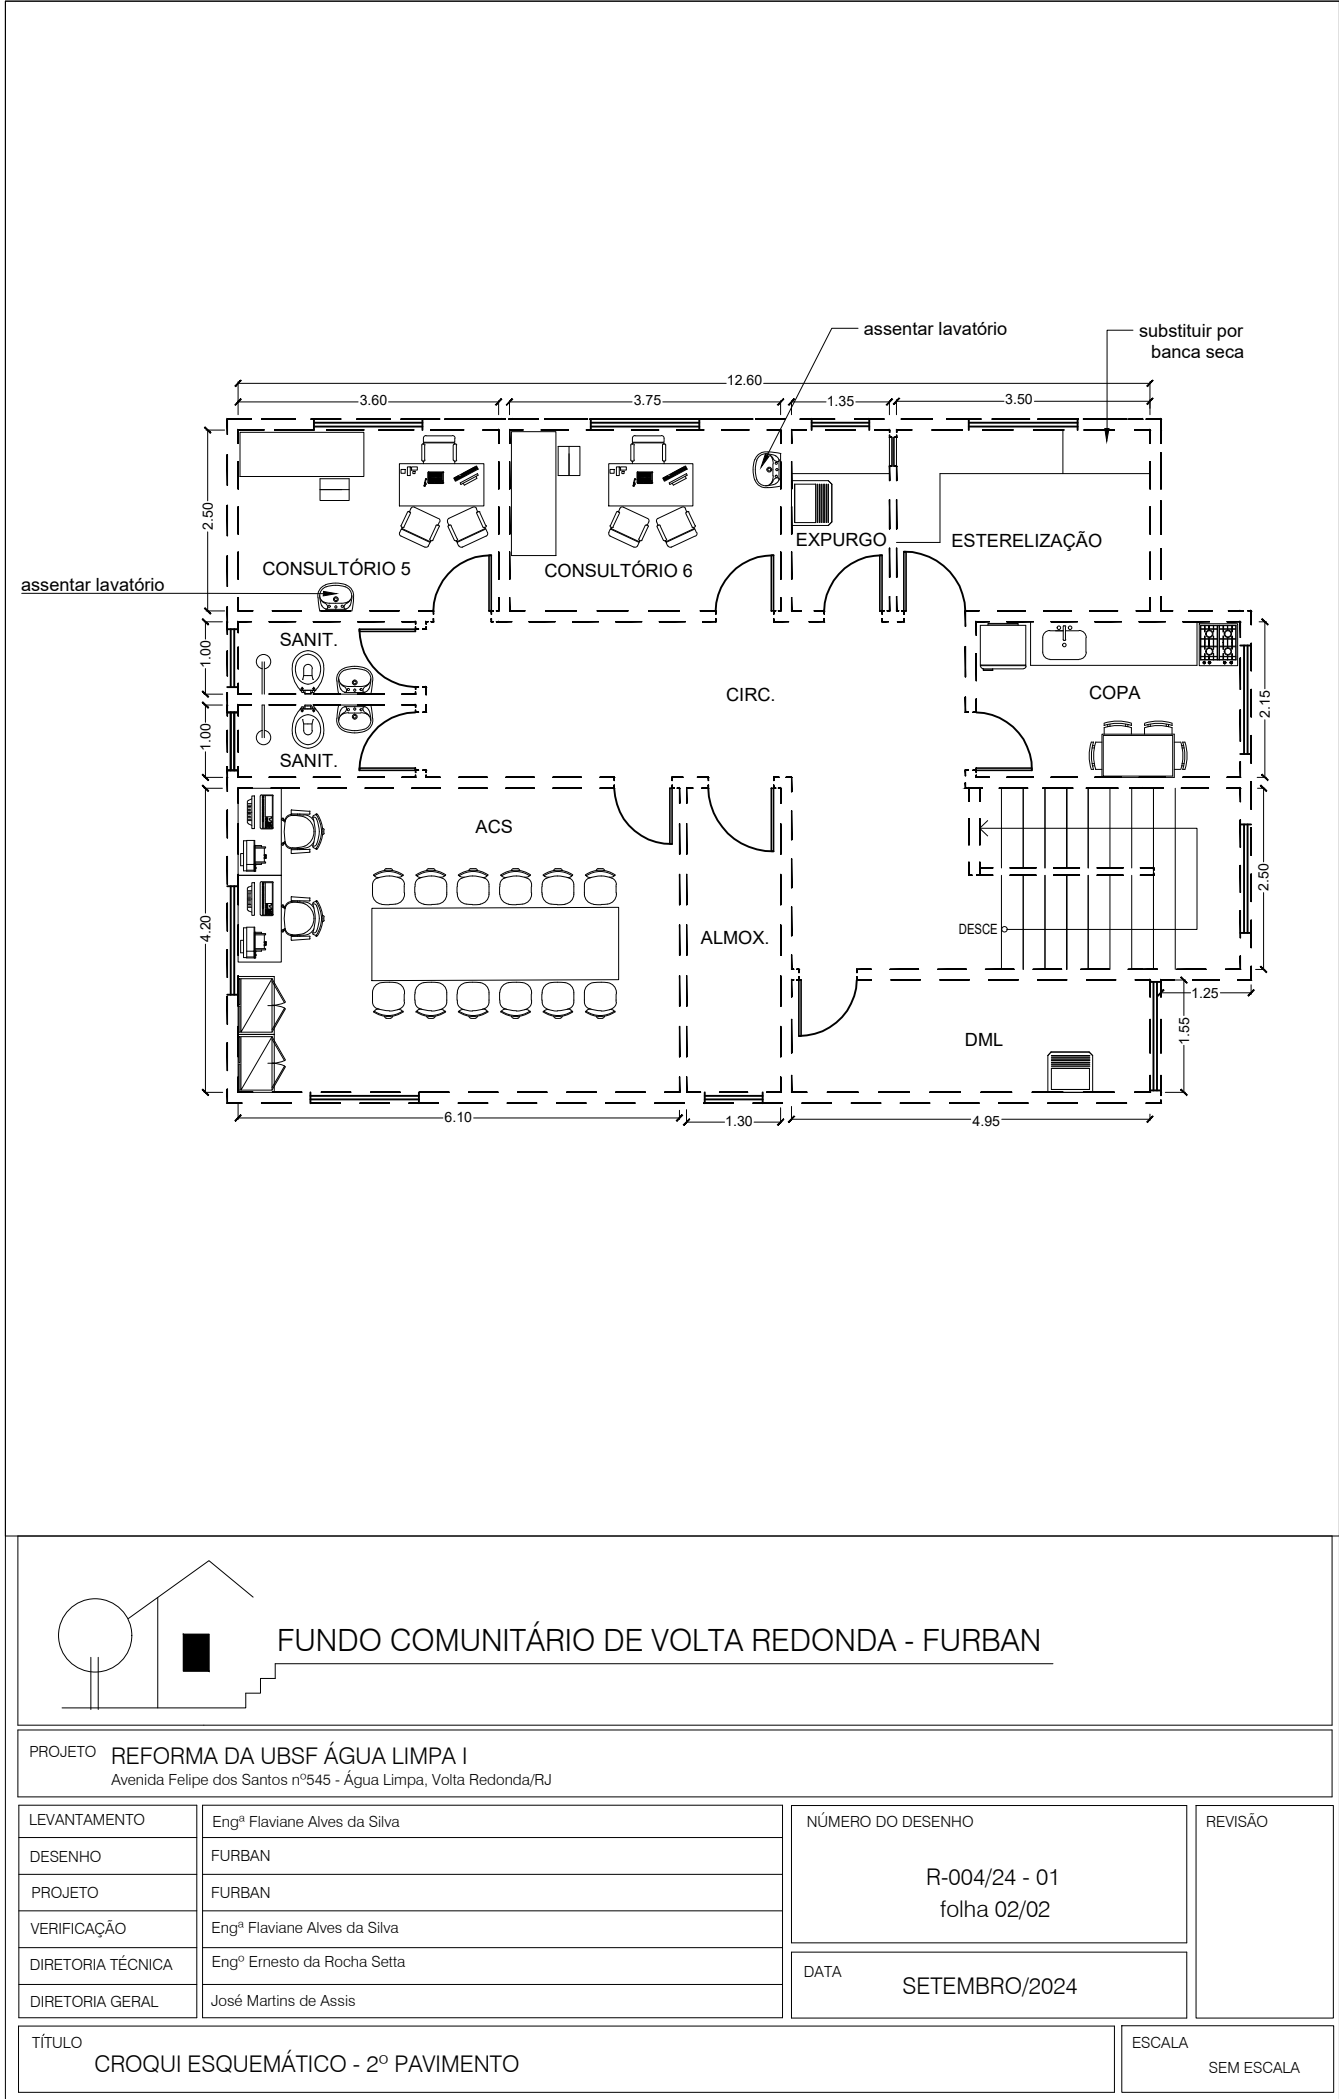 assentar lavatório
substituir por
banca seca
12.60
3.60
3.75
1.35
3.50
2.50
EXPURGO
ESTERELIZAÇÃO
CONSULTÓRIO 5
CONSULTÓRIO 6
assentar lavatório
SANIT.
1.00
CIRC.
COPA
2.15
1.00
SANIT.
ACS
2.50
4.20
ALMOX.
DESCE
1.25
1.55
DML
6.10
1.30
4.95
FUNDO COMUNITÁRIO DE VOLTA REDONDA - FURBAN
PROJETO REFORMA DA UBSF ÁGUA LIMPA I
Avenida Felipe dos Santos nº545 - Água Limpa, Volta Redonda/RJ
LEVANTAMENTO Engª Flaviane Alves da Silva
DESENHO FURBAN
PROJETO FURBAN
VERIFICAÇÃO Engª Flaviane Alves da Silva
DIRETORIA TÉCNICA Engº Ernesto da Rocha Setta
DIRETORIA GERAL José Martins de Assis
NÚMERO DO DESENHO
R-004/24 - 01
folha 02/02
REVISÃO
DATA
SETEMBRO/2024
TÍTULO
CROQUI ESQUEMÁTICO - 2º PAVIMENTO
ESCALA
SEM ESCALA